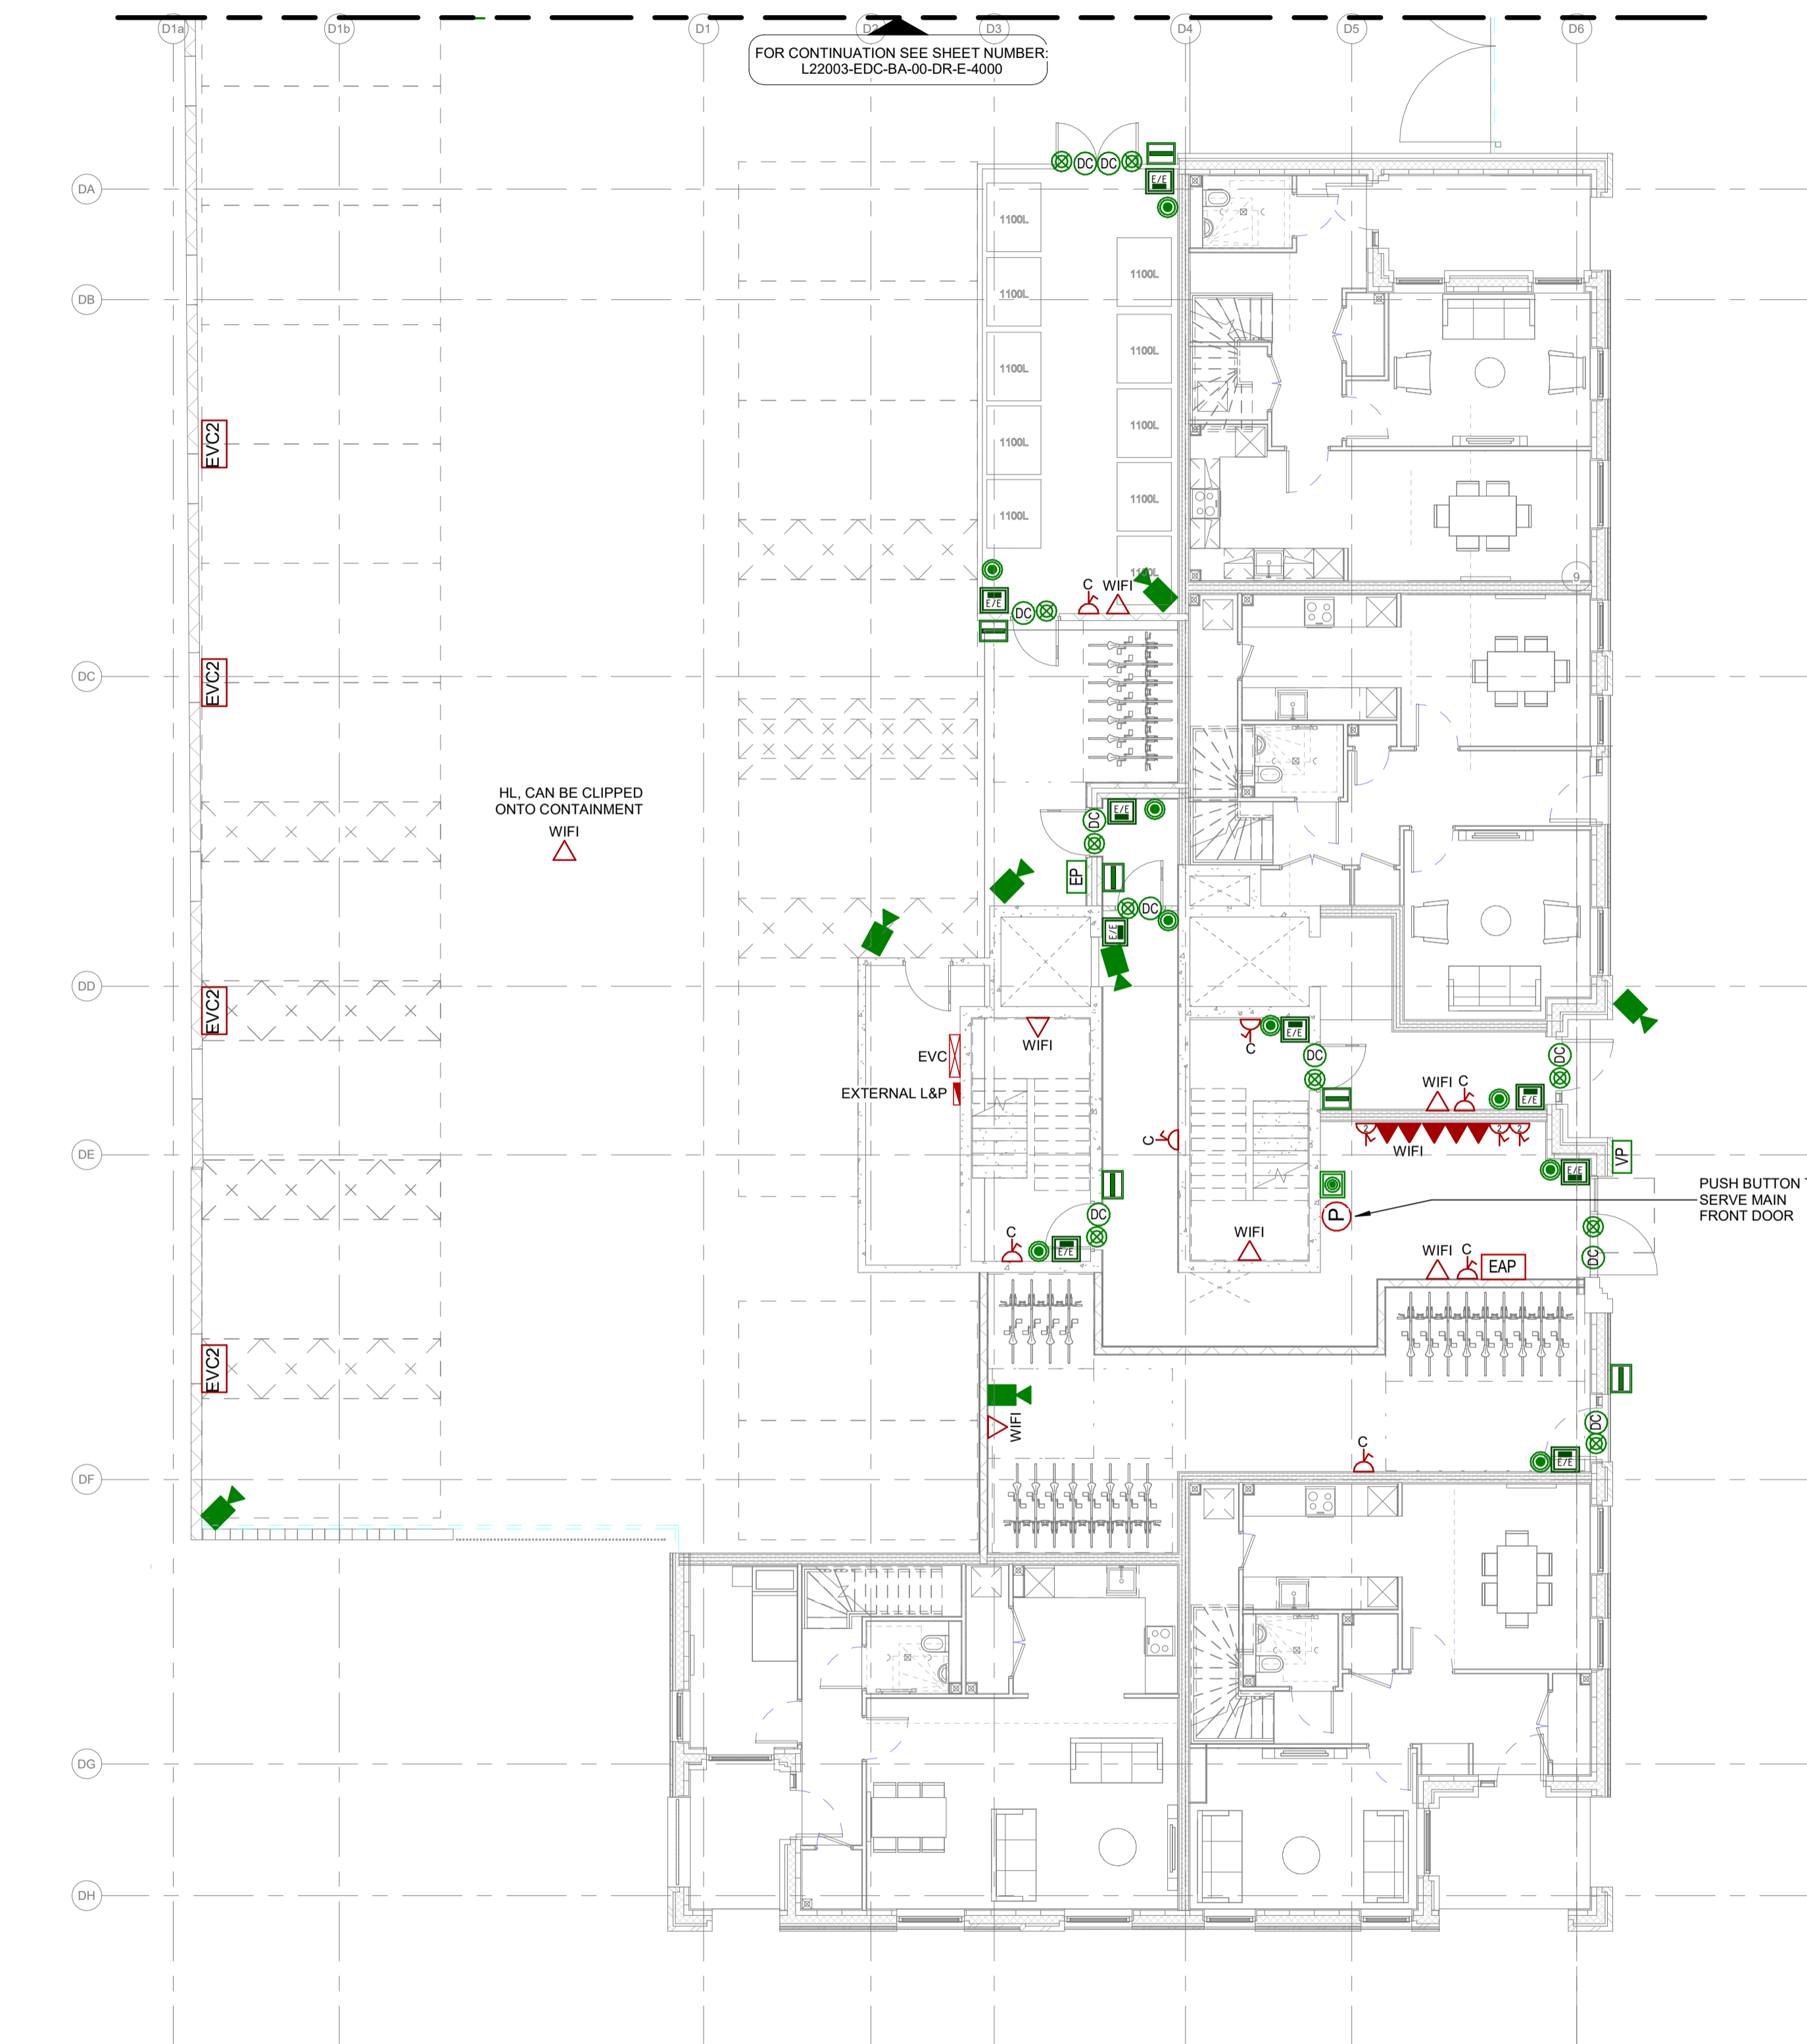 D1a
D1b
D1
D2
D3
D4
D5
D6
FOR CONTINUATION SEE SHEET NUMBER:
L22003-EDC-BA-00-DR-E-4000
DC DC
DA
E/E
1100L
1100L
DB
1100L
1100L
1100L
1100L
EVC2
1100L
1100L
1100L
1100L
9
C WIFI
E/E
DC
DC
EVC2
HL, CAN BE CLIPPED
ONTO CONTAINMENT
WIFI
E/E
DC
EP
DC
E/E
DD
EVC2
WIFI
C
E/E
EVC
DC
DC
EXTERNAL L&P
WIFI C
E/E
2
2
2
C
WIFI
DE
VP
E/E
PUSH BUTTON
SERVE MAIN
FRONT DOOR
P
DC
C
E/E
WIFI
WIFI C
EAP
DC
EVC2
WIFI
DC
C
E/E
DF
DG
DH